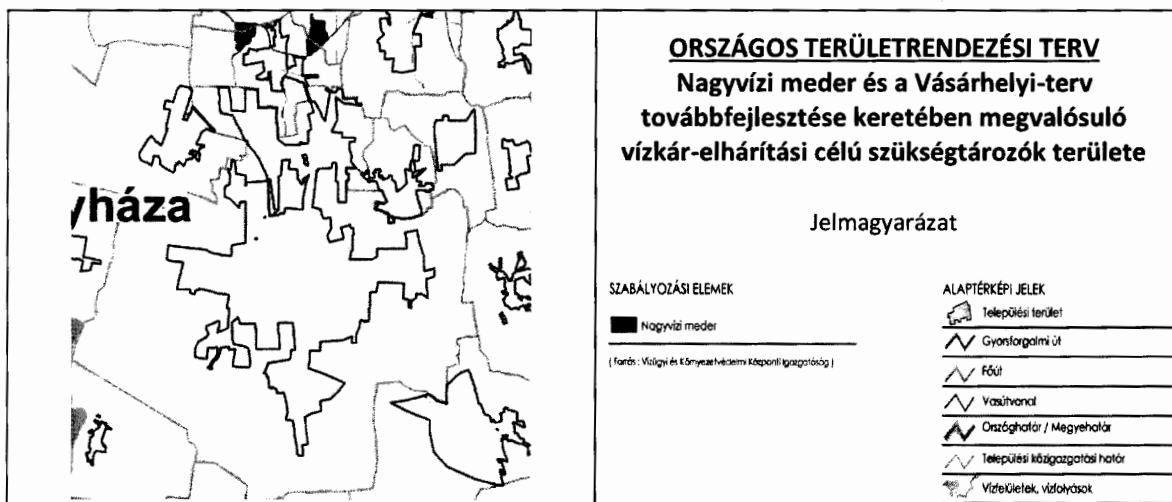 yháza
ORSZÁGOS TERÜLETRENDEZÉSI TERV
Nagyvízi meder és a Vásárhelyi-terv
továbbfejlesztése keretében megvalósuló
vízkár-elhárítási célú szükségtározók területe
Jelmagyarázat
SZABÁLYOZÁSI ELEMEK
Nagyvízi meder
( Forrás : Vízügyi és Környezetvédelmi Központi Igazgatóság )
ALAPTÉRKÉPI JELEK
Települési terület
Gyorsforgalmi út
Főút
Vasútvonal
Országhatár / Megyehatár
Települési közigazgatási határ
Vízfelületek, vízfolyások